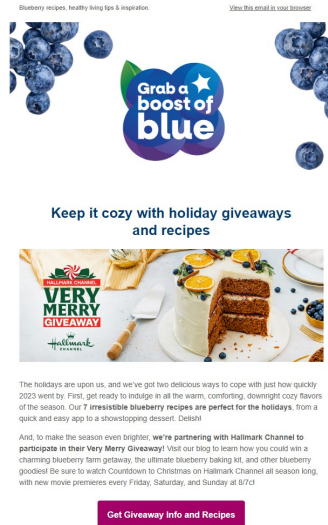 Blueberry recipes, healthy living tips & inspiration.
View this email in your browser
Grab a
boost of
blue
Keep it cozy with holiday giveaways
and recipes
HALLMARK CHANNEL
VERY
MERRY
GIVEAWAY
Hallmark
CHANNEL
The holidays are upon us, and we've got two delicious ways to cope with just how quickly
2023 went by. First, get ready to indulge in all the warm, comforting, downright cozy flavors
of the season. Our 7 irresistible blueberry recipes are perfect for the holidays, from a
quick and easy app to a showstopping dessert. Delish!
And, to make the season even brighter, we're partnering with Hallmark Channel to
participate in their Very Merry Giveaway! Visit our blog to learn how you could win a
charming blueberry farm getaway, the ultimate blueberry baking kit, and other blueberry
goodies! Be sure to watch Countdown to Christmas on Hallmark Channel all season long,
with new movie premieres every Friday, Saturday, and Sunday at 8/7c!
Get Giveaway Info and Recipes